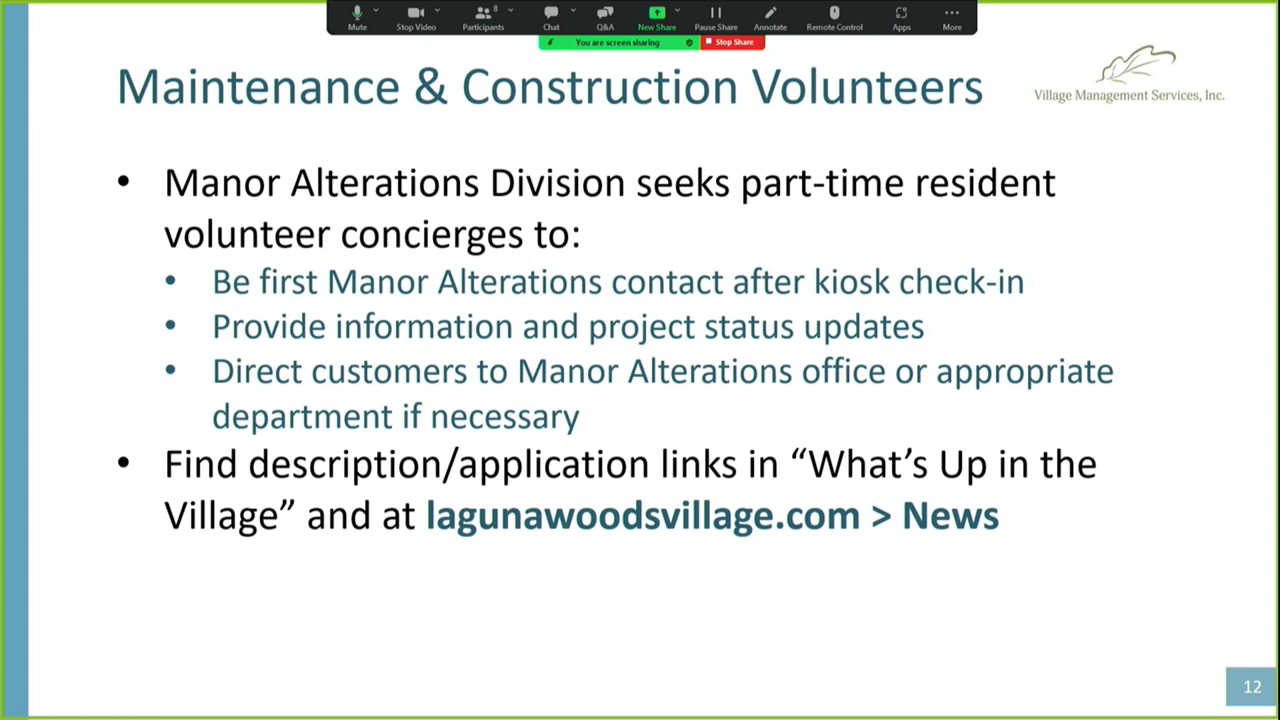 Mute
Stop Video
Participants
8
Chat
Q&A
New Share
Pause Share
Annotate
Remote Control
Apps
More
You are screen sharing
Stop Share
Maintenance & Construction Volunteers
Village Management Services, Inc.
• Manor Alterations Division seeks part-time resident
volunteer concierges to:
• Be first Manor Alterations contact after kiosk check-in
• Provide information and project status updates
• Direct customers to Manor Alterations office or appropriate
department if necessary
• Find description/application links in “What’s Up in the
Village” and at lagunawoodsvillage.com > News
12